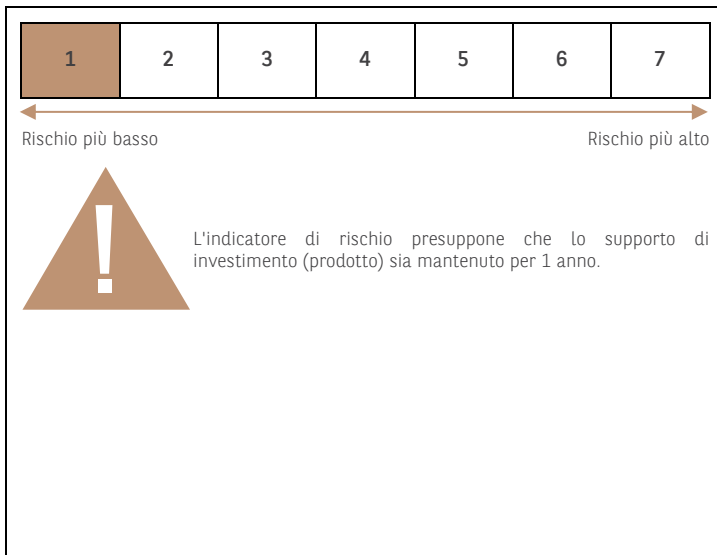 1 2 3 4 5 6 7
Rischio più basso Rischio più alto
!
L'indicatore di rischio presuppone che lo supporto di
investimento (prodotto) sia mantenuto per 1 anno.